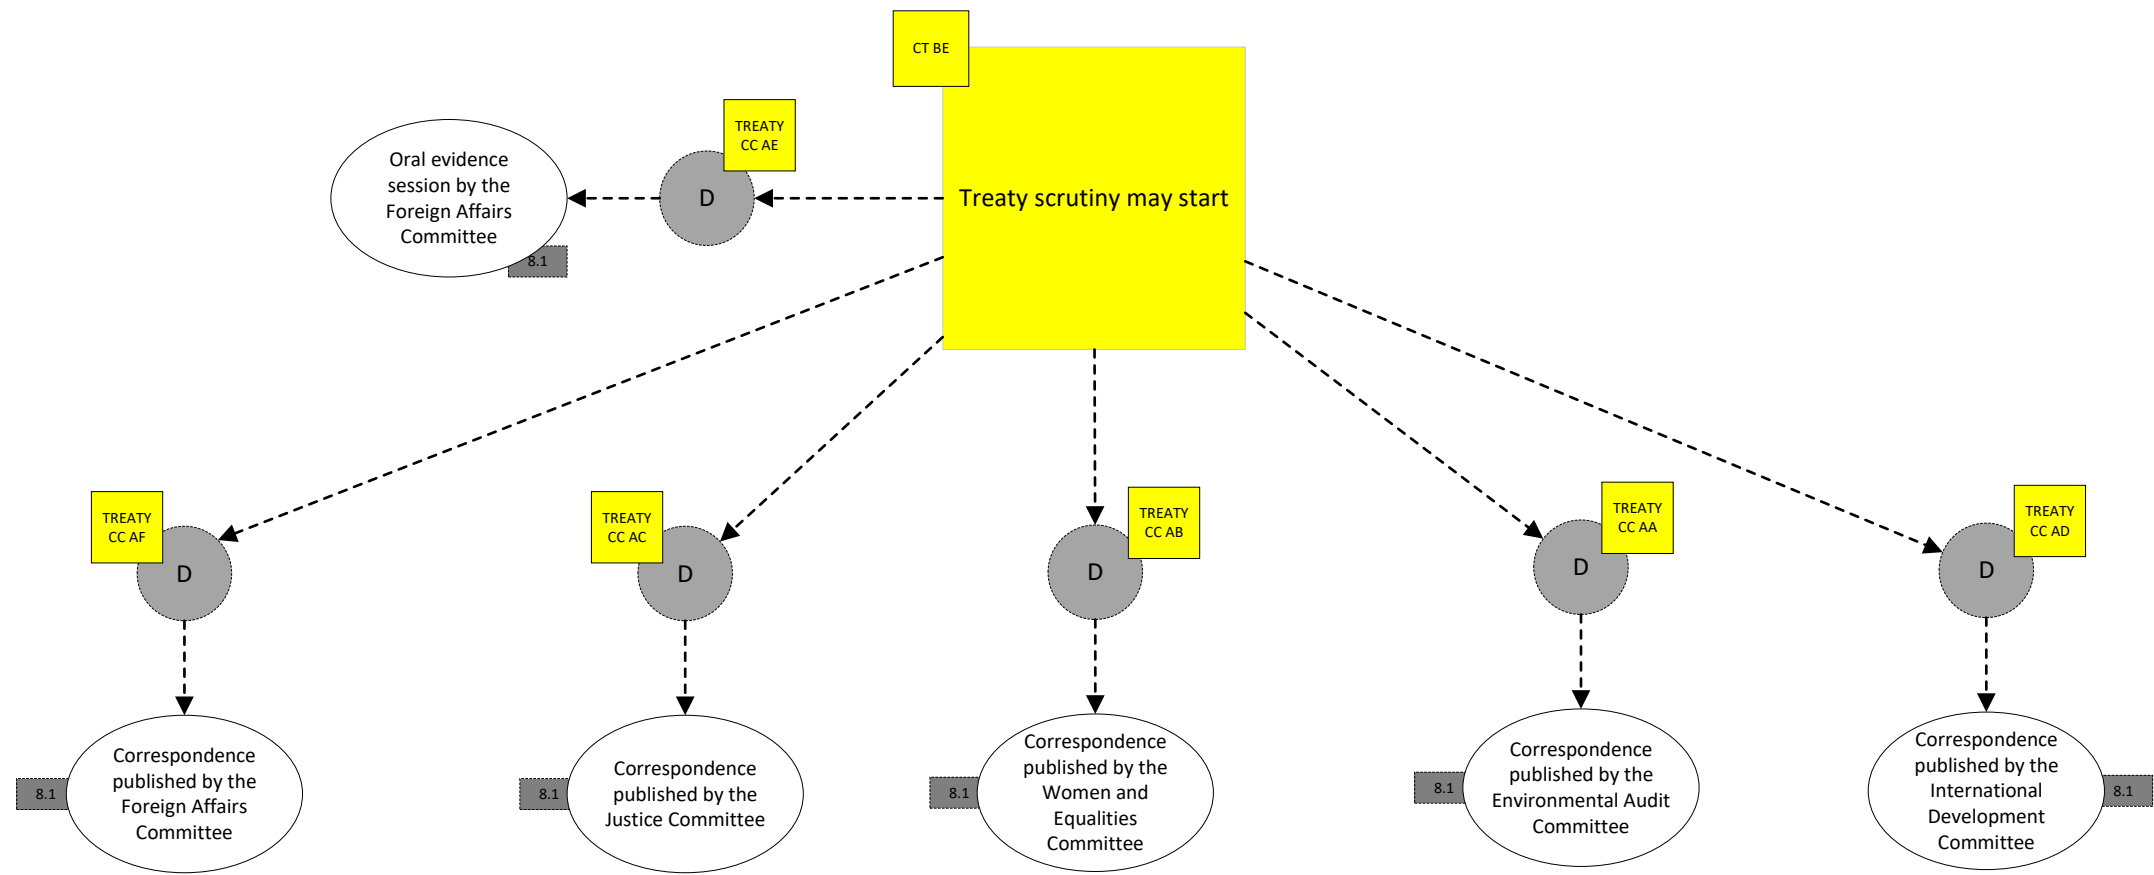 CT BE
TREATY
CC AE
Oral evidence
session by the
Foreign Affairs
Committee
8.1
D
Treaty scrutiny may start
TREATY
CC AF
D
TREATY
CC AC
D
TREATY
CC AB
D
TREATY
CC AA
D
TREATY
CC AD
D
8.1
Correspondence
published by the
Foreign Affairs
Committee
8.1
Correspondence
published by the
Justice Committee
8.1
Correspondence
published by the
Women and
Equalities
Committee
8.1
Correspondence
published by the
Environmental Audit
Committee
Correspondence
published by the
International
Development
Committee
8.1